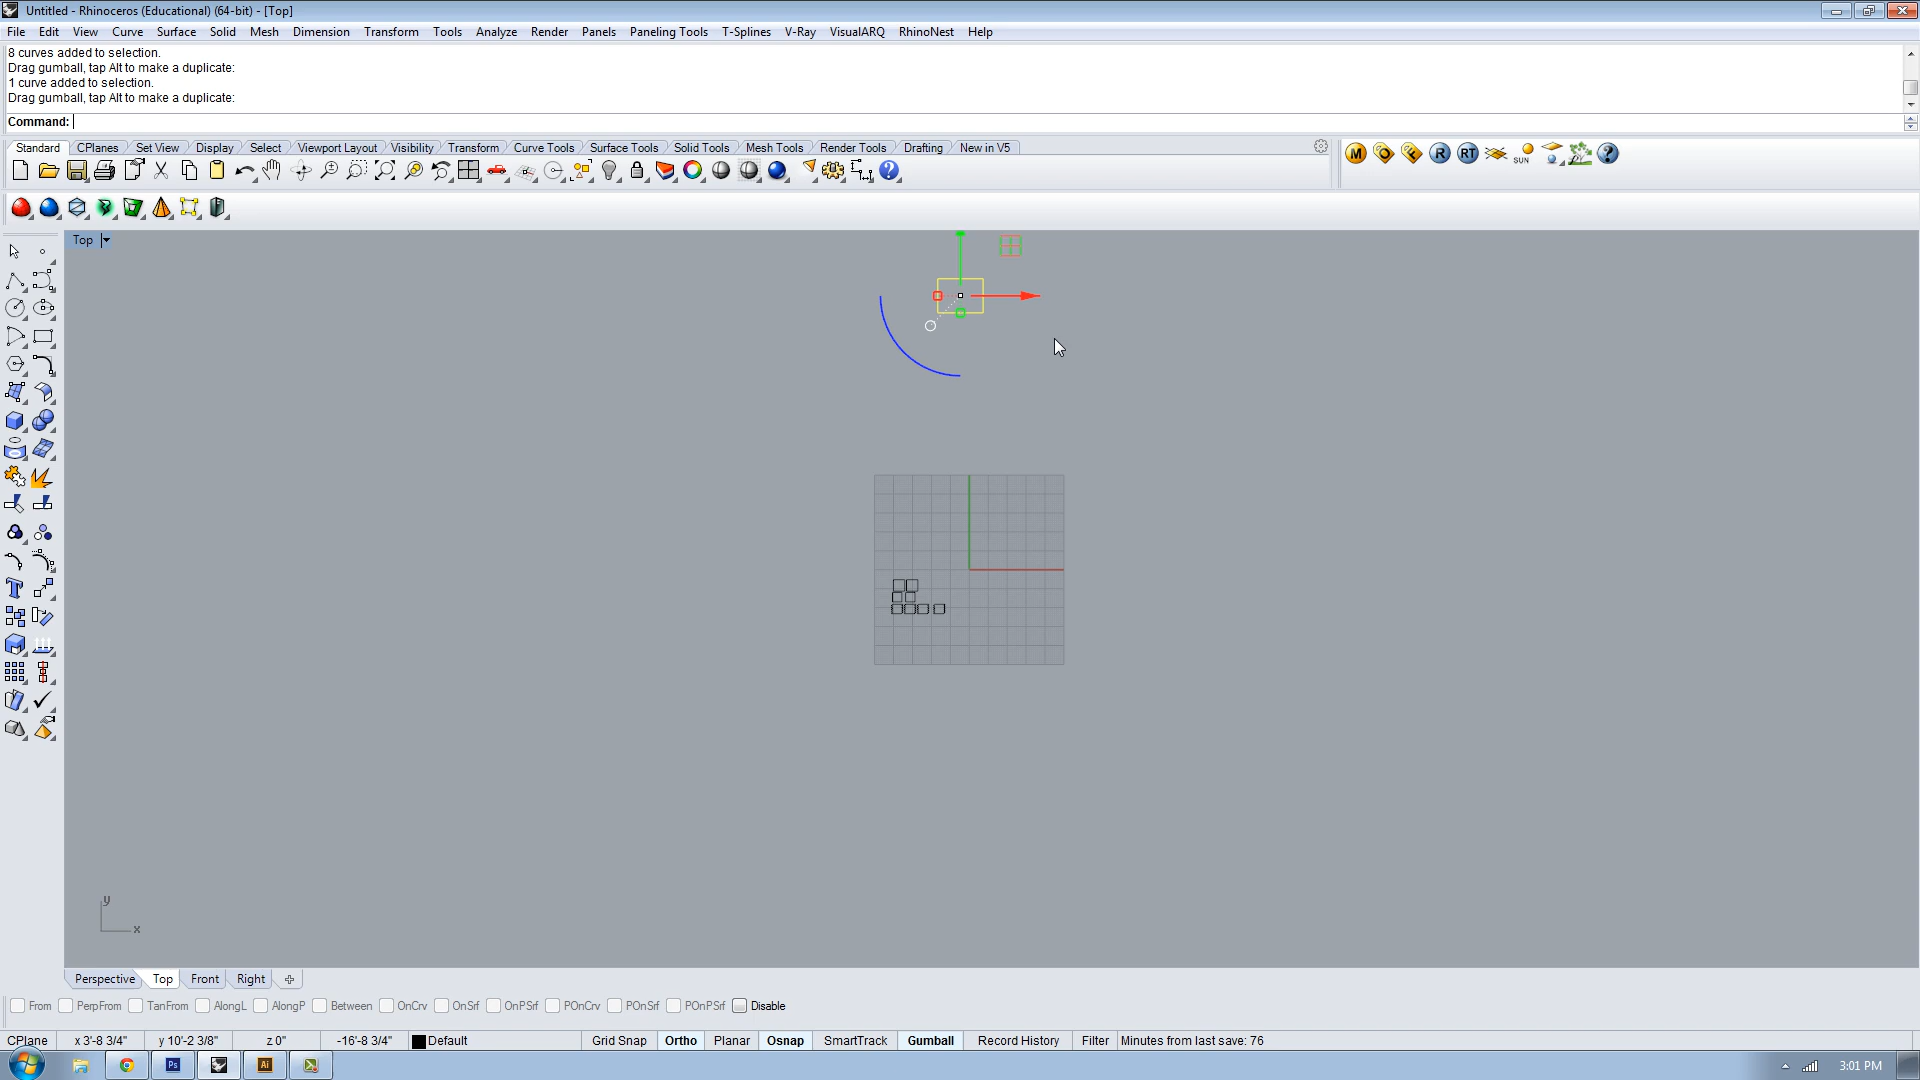 Untitled - Rhinoceros (Educational) (64-bit) - [Top]
File Edit View Curve Surface Solid Mesh Dimension Transform Tools Analyze Render Panels Paneling Tools T-Splines V-Ray VisualARQ RhinoNest Help
8 curves added to selection.
Drag gumball, tap Alt to make a duplicate:
1 curve added to selection.
Drag gumball, tap Alt to make a duplicate:
Command:
Standard CPlanes Set View Display Select Viewport Layout Visibility Transform Curve Tools Surface Tools Solid Tools Mesh Tools Render Tools Drafting New in V5
M O F R RT SUN ?
Top
y
x
Perspective Top Front Right
From PerpFrom TanFrom AlongL AlongP Between OnCrv OnSrf OnPSrf POnCrv POnSrf POnPSrf Disable
CPlane x 3'-8 3/4" y 10'-2 3/8" z 0" -16'-8 3/4" Default Grid Snap Ortho Planar Osnap SmartTrack Gumball Record History Filter Minutes from last save: 76
Ps Ai 3:01 PM